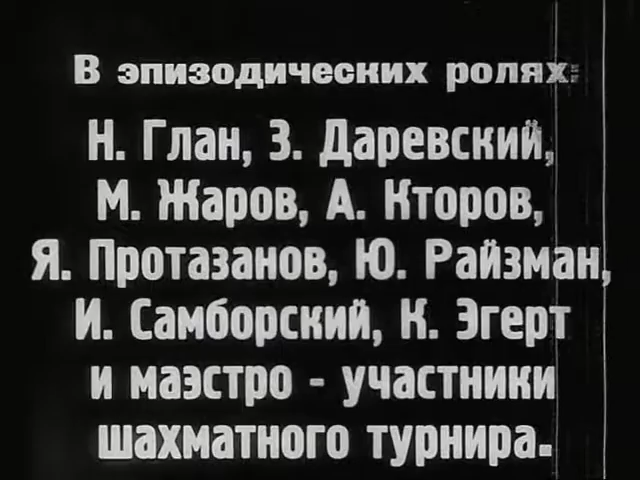 В эпизодических ролях:
Н. Глан, З. Даревский,
М. Жаров, А. Кторов,
Я. Протазанов, Ю. Райзман,
И. Самборский, К. Эгерт
и маэстро - участники
шахматного турнира.